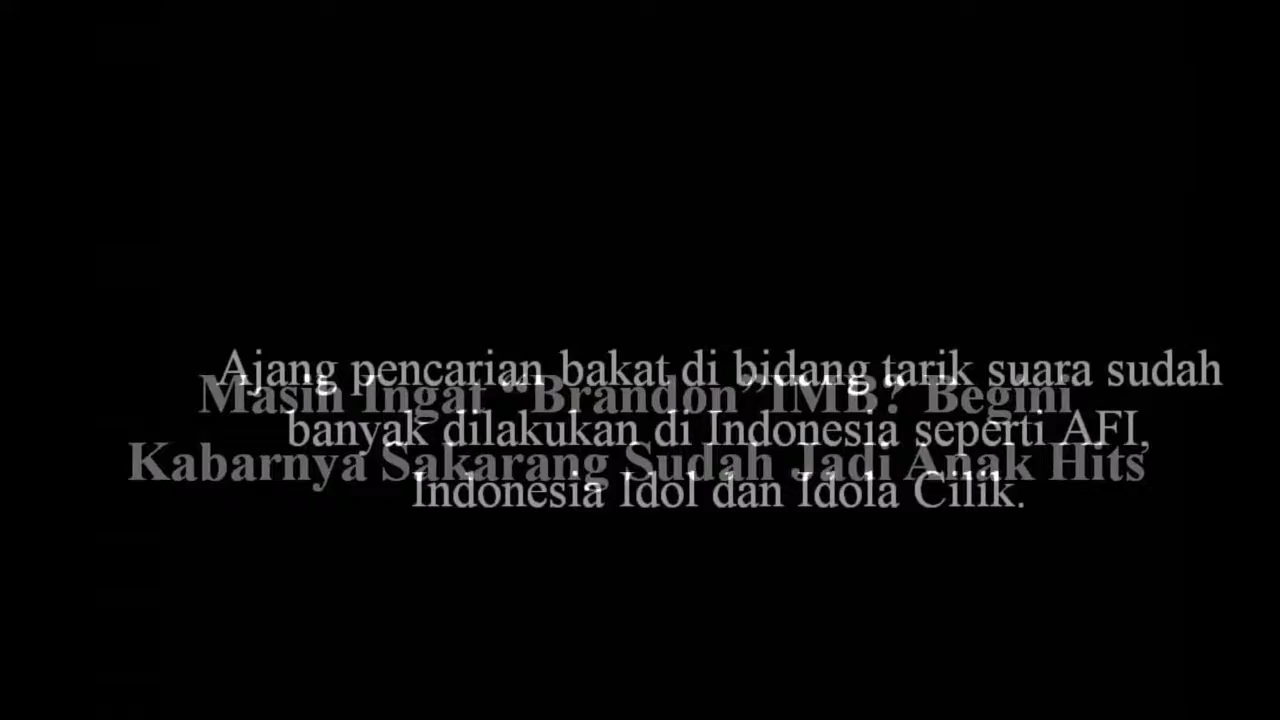 Ajang pencarian bakat di bidang tarik suara sudah
Masih Ingat “Brandon”IMB? Begini
banyak dilakukan di Indonesia seperti AFI,
Kabarnya Sakarang Sudah Jadi Anak Hits
Indonesia Idol dan Idola Cilik.